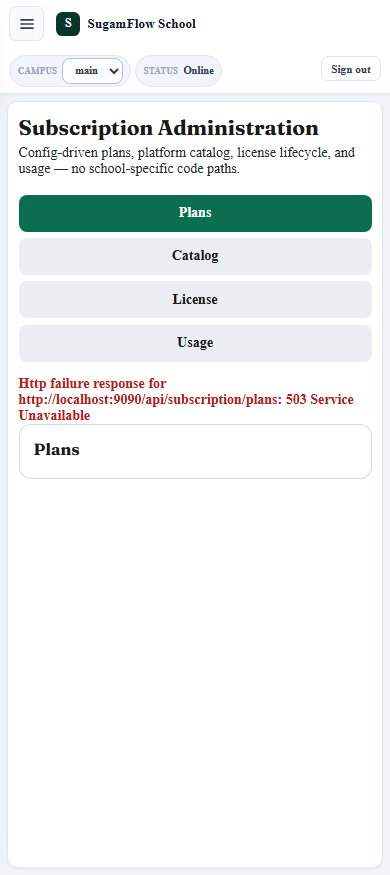 S SugamFlow School
CAMPUS main STATUS Online Sign out
Subscription Administration
Config-driven plans, platform catalog, license lifecycle, and
usage — no school-specific code paths.
Plans
Catalog
License
Usage
Http failure response for
http://localhost:9090/api/subscription/plans: 503 Service
Unavailable
Plans